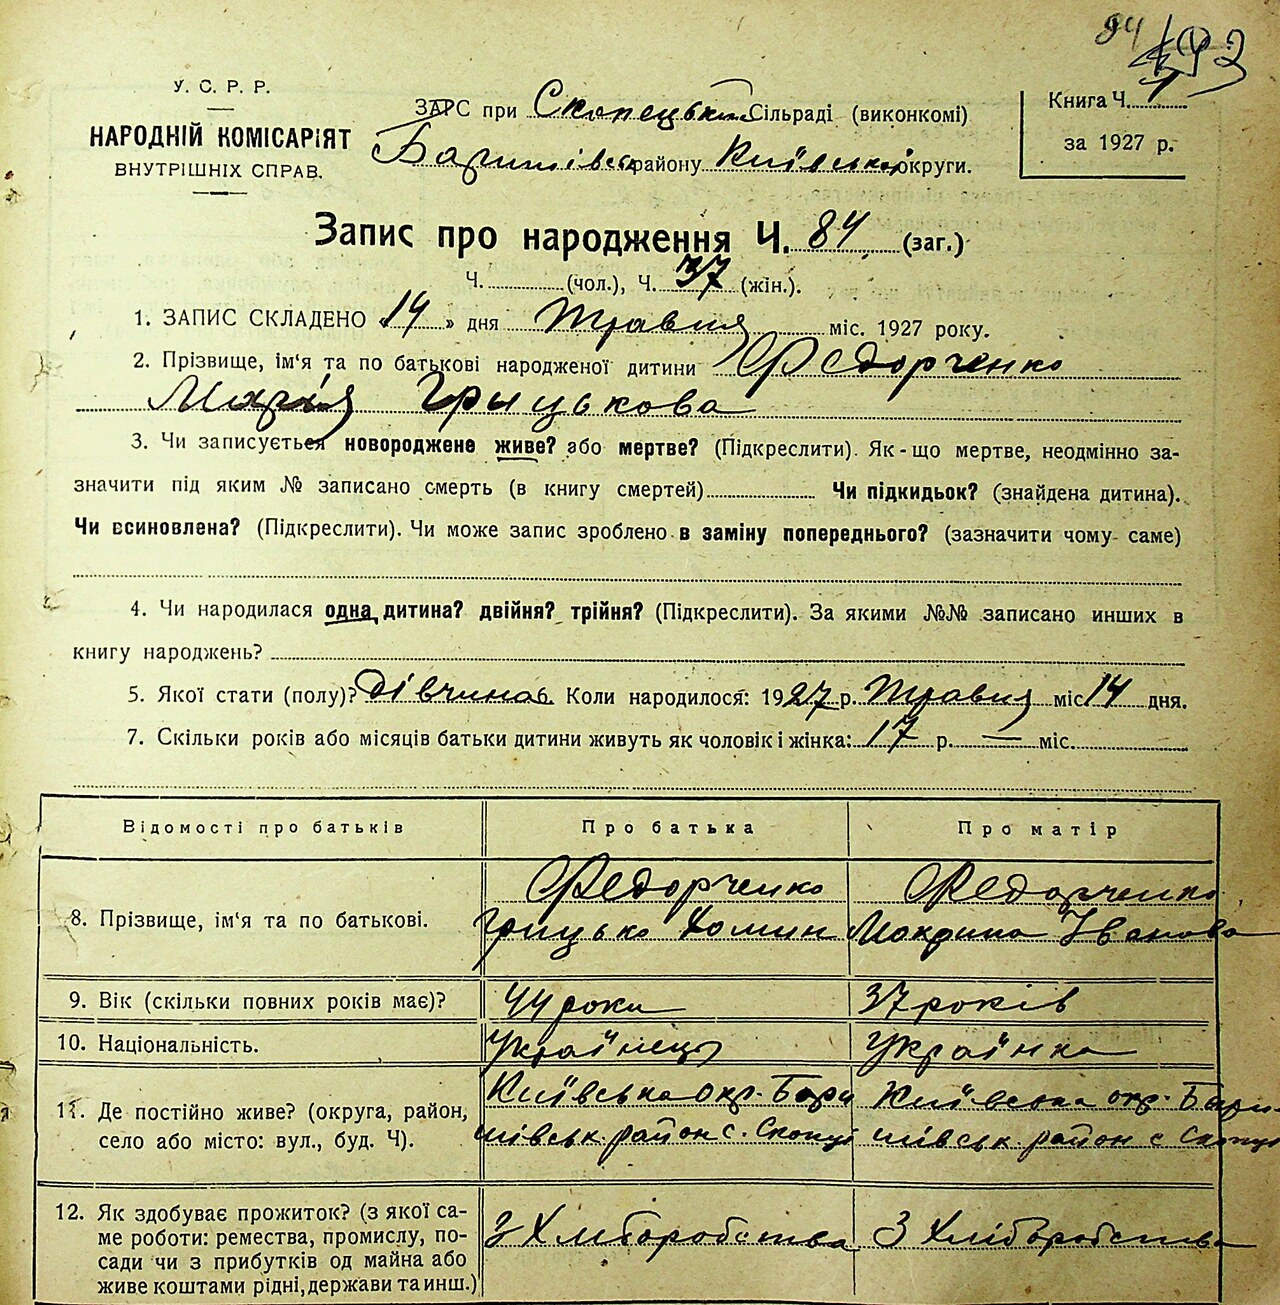 94
У. С. Р. Р.
НАРОДНІЙ КОМІСАРІЯТ
ВНУТРІШНІХ СПРАВ.
ЗАРС при Скопецькій Сільраді (виконкомі)
Баришівськ району Київської округи.
Книга Ч. 1
за 1927 р.
Запис про народження Ч. 84 (заг.)
Ч. (чол.), Ч. 37 (жін.).
1. ЗАПИС СКЛАДЕНО «14» дня Травня міс. 1927 року.
2. Прізвище, ім'я та по батькові народженої дитини Федорченко
Марія Грицькова
3. Чи записується новороджене живе? або мертве? (Підкреслити). Як-що мертве, неодмінно за-
значити під яким № записано смерть (в книгу смертей) Чи підкидьок? (знайдена дитина).
Чи всиновлена? (Підкреслити). Чи може запис зроблено в заміну попереднього? (зазначити чому саме)
4. Чи народилася одна дитина? двійня? трійня? (Підкреслити). За якими №№ записано инших в
книгу народжень?
5. Якої стати (полу)? дівчина 6. Коли народилося: 1927 р. Травня міс 14 дня.
7. Скільки років або місяців батьки дитини живуть як чоловік і жінка: 17 р. — міс.
Відомості про батьків Про батька Про матір
8. Прізвище, ім'я та по батькові. Федорченко Грицько Хомин Федорченко Мокрина Іванова
9. Вік (скільки повних років має)? 44 роки 37 років
10. Національність. Українець Українка
11. Де постійно живе? (округа, район, Київська окр. Бари Київська окр. Бари
село або місто: вул., буд. Ч). шівськ район с. Скопці шівськ. район с Скопці
12. Як здобуває прожиток? (з якої са-
ме роботи: ремества, промислу, по- З Хліборобства З Хліборобства
сади чи з прибутків од майна або
живе коштами рідні, держави та инш.)